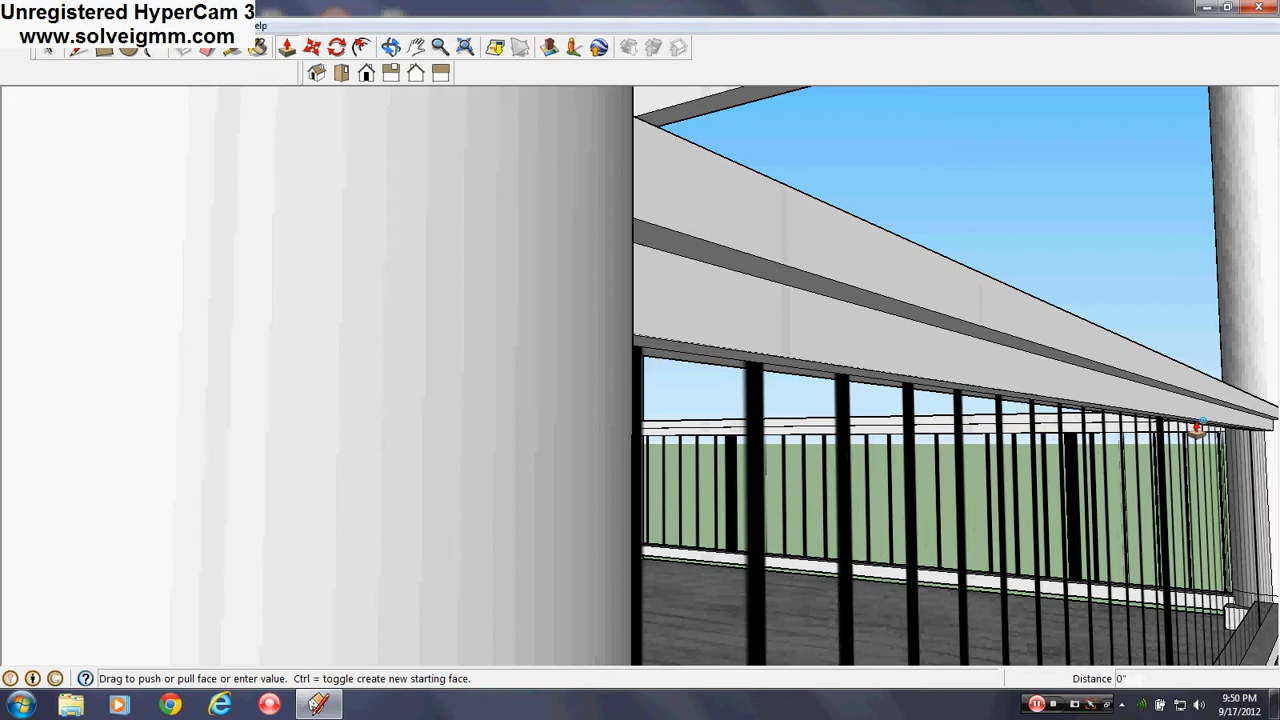 Unregistered HyperCam 3
www.solveigmm.com
elp
Drag to push or pull face or enter value. Ctrl = toggle create new starting face.
Distance 0"
9:50 PM
9/17/2012